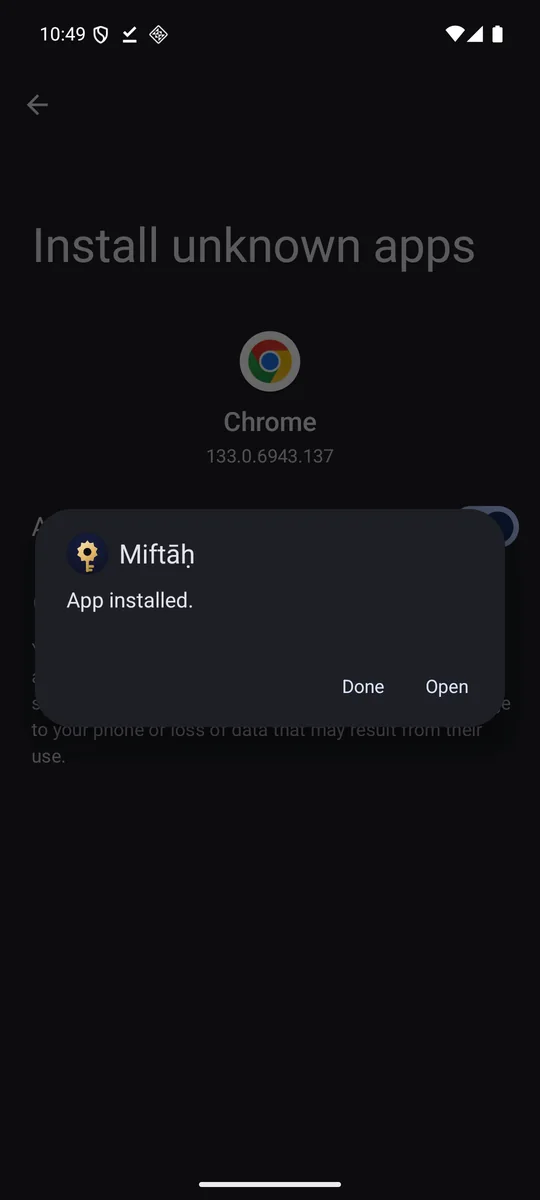 10:49
Install unknown apps
Chrome
133.0.6943.137
Miftāḥ
App installed.
Done
Open
to your phone or loss of data that may result from their
use.